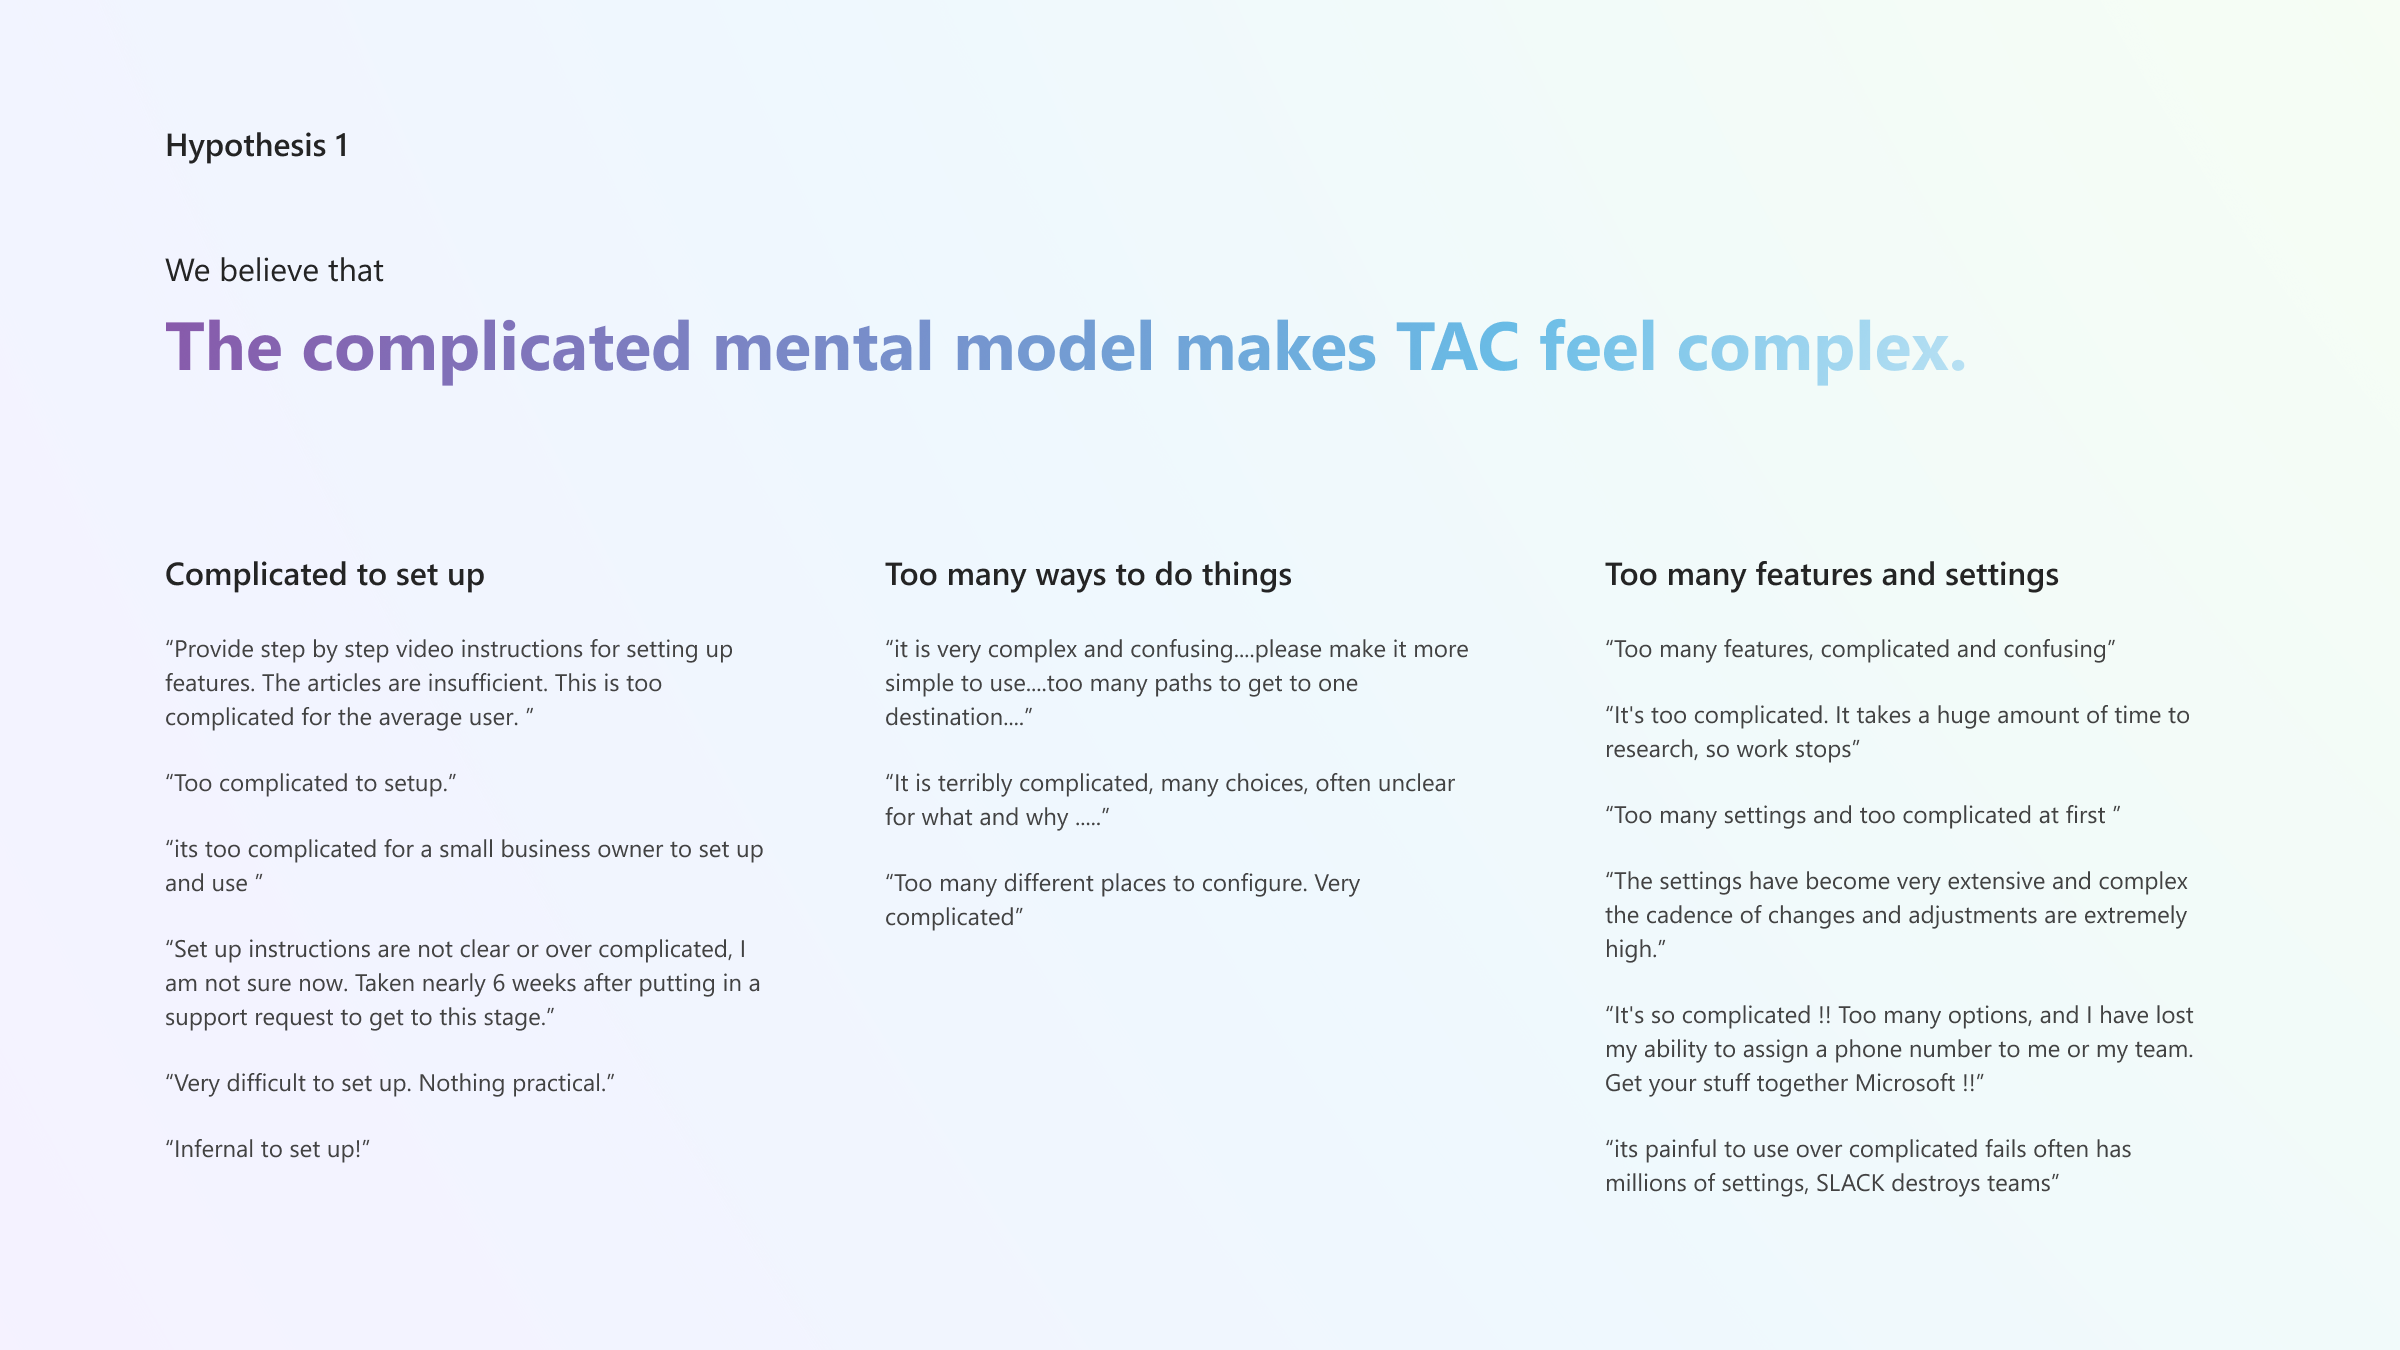 Hypothesis 1
We believe that
The complicated mental model makes TAC feel complex.
Complicated to set up
“Provide step by step video instructions for setting up
features. The articles are insufficient. This is too
complicated for the average user. ”
“Too complicated to setup.”
“its too complicated for a small business owner to set up
and use ”
“Set up instructions are not clear or over complicated, I
am not sure now. Taken nearly 6 weeks after putting in a
support request to get to this stage.”
“Very difficult to set up. Nothing practical.”
“Infernal to set up!”
Too many ways to do things
“it is very complex and confusing....please make it more
simple to use....too many paths to get to one
destination....”
“It is terribly complicated, many choices, often unclear
for what and why .....”
“Too many different places to configure. Very
complicated”
Too many features and settings
“Too many features, complicated and confusing”
“It's too complicated. It takes a huge amount of time to
research, so work stops”
“Too many settings and too complicated at first ”
“The settings have become very extensive and complex
the cadence of changes and adjustments are extremely
high.”
“It's so complicated !! Too many options, and I have lost
my ability to assign a phone number to me or my team.
Get your stuff together Microsoft !!”
“its painful to use over complicated fails often has
millions of settings, SLACK destroys teams”